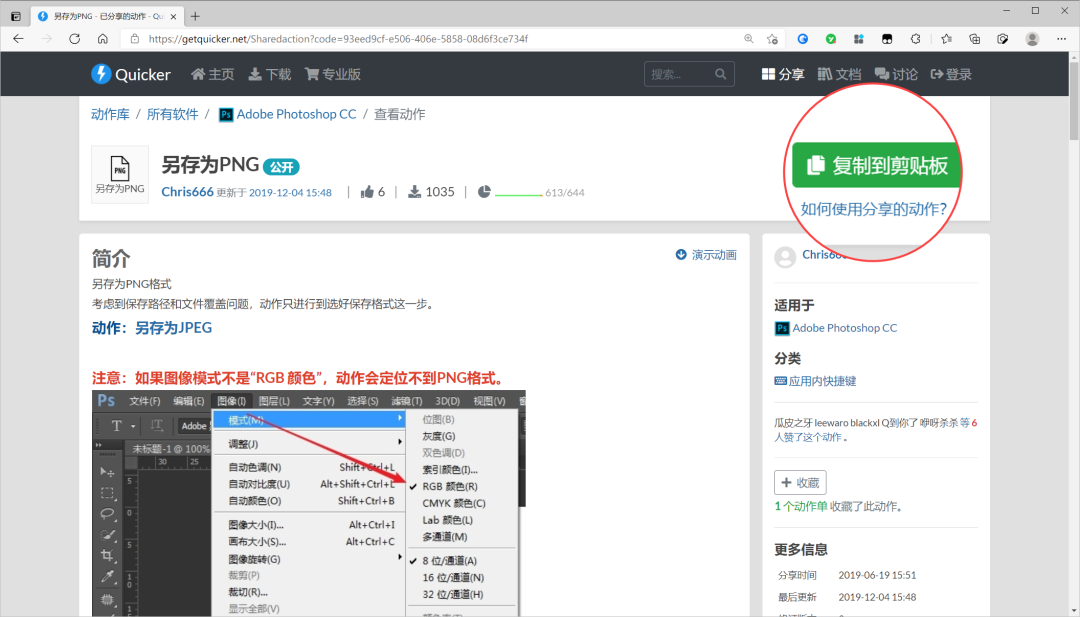 另存为PNG - 已分享的动作 - Qui
https://getquicker.net/Sharedaction?code=93eed9cf-e506-406e-5858-08d6f3ce734f
Quicker 主页 下载 专业版 搜索... 分享 文档 讨论 登录
动作库 / 所有软件 / Ps Adobe Photoshop CC / 查看动作
PNG
另存为PNG
另存为PNG 公开
Chris666 更新于 2019-12-04 15:48 | 6 | 1035 | 613/644
复制到剪贴板
如何使用分享的动作?
简介
演示动画
另存为PNG格式
考虑到保存路径和文件覆盖问题，动作只进行到选好保存格式这一步。
动作：另存为JPEG
注意：如果图像模式不是“RGB 颜色”，动作会定位不到PNG格式。
Ps 文件(F) 编辑(E) 图像(I) 图层(L) 文字(Y) 选择(S) 滤镜(T) 3D(D) 视图(V)
T Adobe
未标题-1 @ 100%
30 25
模式(M)
调整(J)
自动色调(N) Shift+Ctrl+L
自动对比度(U) Alt+Shift+Ctrl+L
自动颜色(O) Shift+Ctrl+B
图像大小(I)... Alt+Ctrl+I
画布大小(S)... Alt+Ctrl+C
图像旋转(G)
裁剪(P)
裁切(R)...
显示全部(V)
位图(B)
灰度(G)
双色调(D)
索引颜色(I)...
RGB 颜色(R)
CMYK 颜色(C)
Lab 颜色(L)
多通道(M)
8 位/通道(A)
16 位/通道(N)
32 位/通道(H)
适用于
Ps Adobe Photoshop CC
分类
应用内快捷键
瓜皮之牙 leewaro blackxl Q到你了 咿呀杀杀 等 6
人赞了这个动作 。
+ 收藏
1 个动作单 收藏了此动作。
更多信息
分享时间 2019-06-19 15:51
最后更新 2019-12-04 15:48